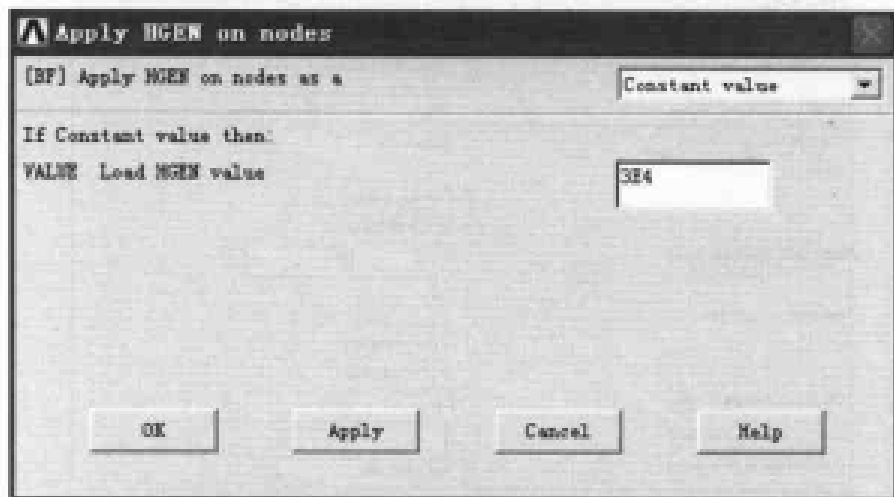 Apply HGEN on nodes
[BF] Apply HGEN on nodes as a
Constant value
If Constant value then:
VALUE Load HGEN value
3E4
OK
Apply
Cancel
Help